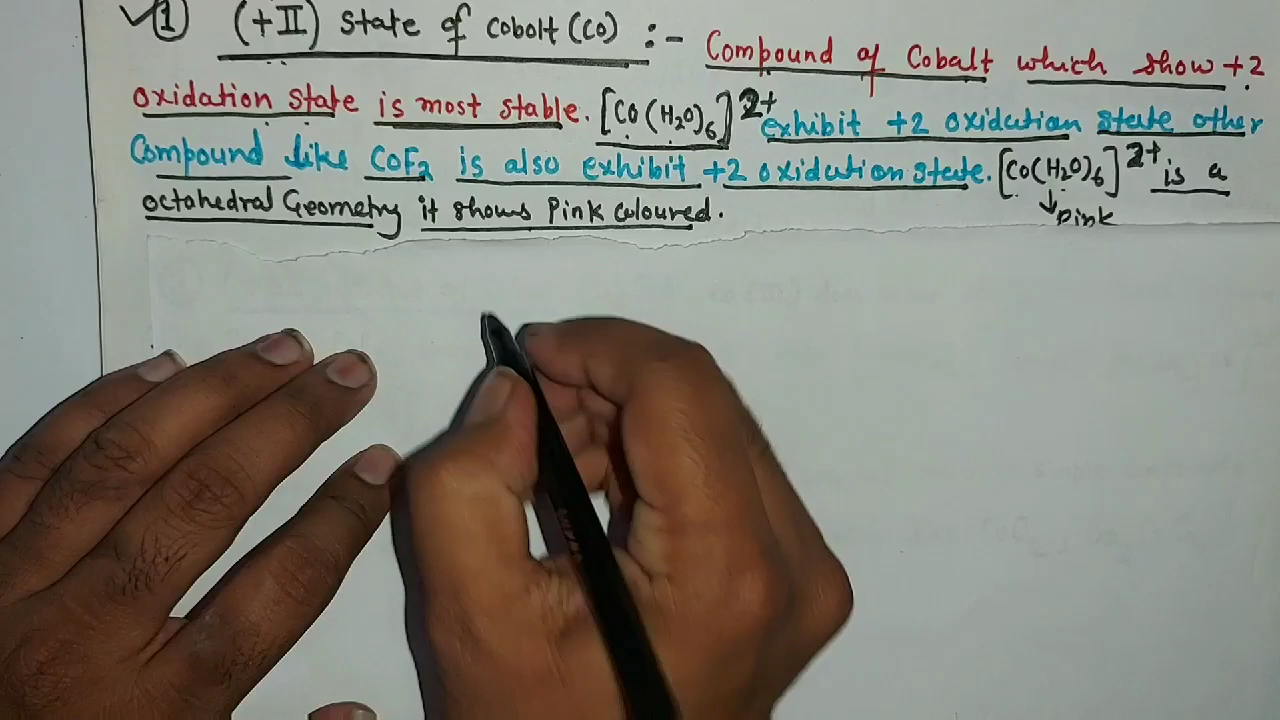 ① (+II) State of Cobolt (CO) :- Compound of Cobalt which show +2
oxidation state is most stable. [Co(H₂O)₆]²⁺ exhibit +2 oxidation state other
Compound like CoF₂ is also exhibit +2 oxidation state. [Co(H₂O)₆]²⁺ is a
↓ Pink
octahedral Geometry it shows Pink coloured.